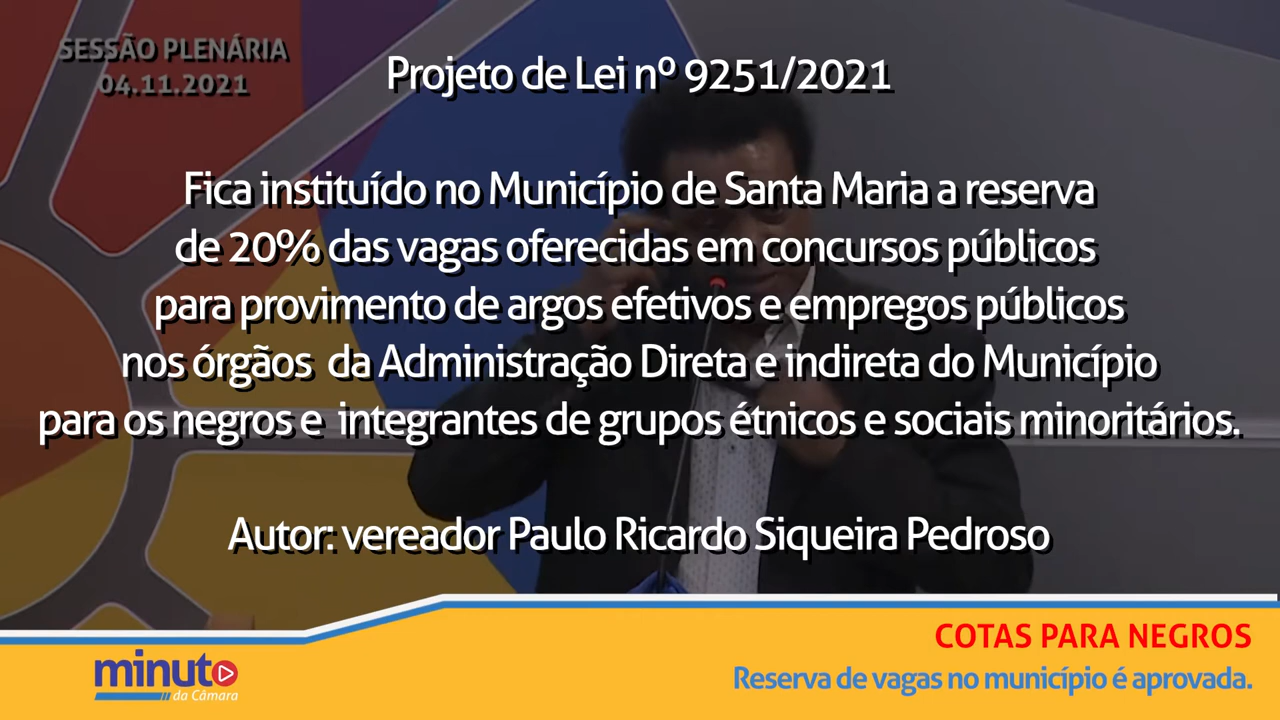 SESSÃO PLENÁRIA
04.11.2021
Projeto de Lei nº 9251/2021
Fica instituído no Município de Santa Maria a reserva
de 20% das vagas oferecidas em concursos públicos
para provimento de argos efetivos e empregos públicos
nos órgãos da Administração Direta e indireta do Município
para os negros e integrantes de grupos étnicos e sociais minoritários.
Autor: vereador Paulo Ricardo Siqueira Pedroso
COTAS PARA NEGROS
Reserva de vagas no município é aprovada.
minuto
// da Câmara